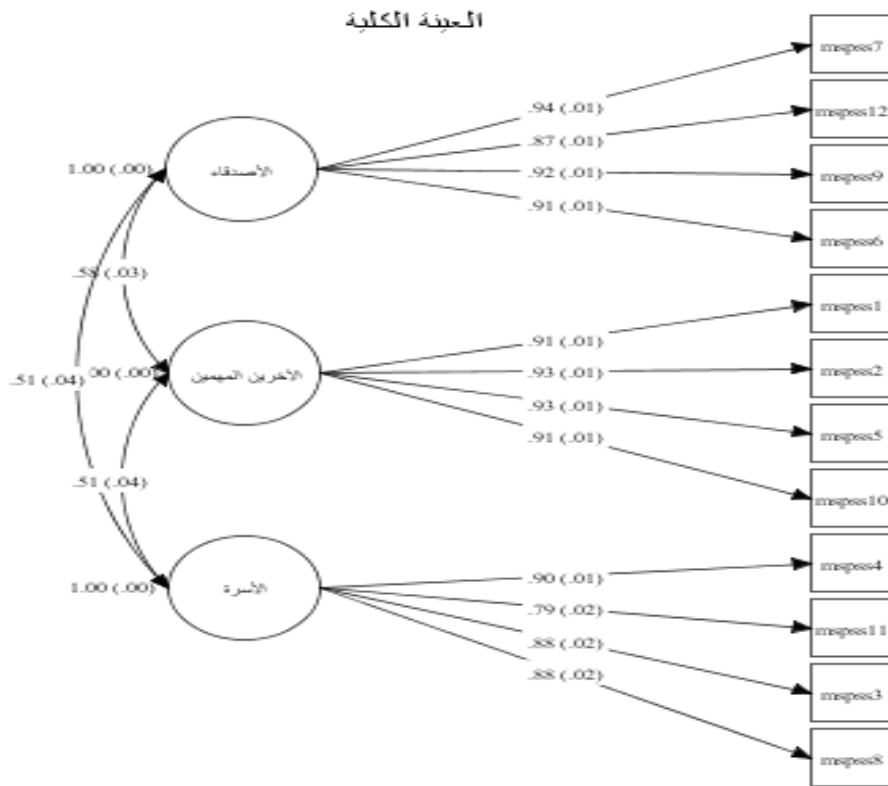 العينة الكلية
mspss7
.94 (.01)
mspss12
.87 (.01)
1.00 (.00)
الأصدقاء
.92 (.01)
mspss9
.91 (.01)
mspss6
.58 (.03)
mspss1
.91 (.01)
.51 (.04)
00 (.00)
الأخرين المهمين
.93 (.01)
mspss2
.93 (.01)
mspss5
.91 (.01)
mspss10
.51 (.04)
mspss4
.90 (.01)
1.00 (.00)
الأسرة
.79 (.02)
mspss11
.88 (.02)
mspss3
.88 (.02)
mspss8